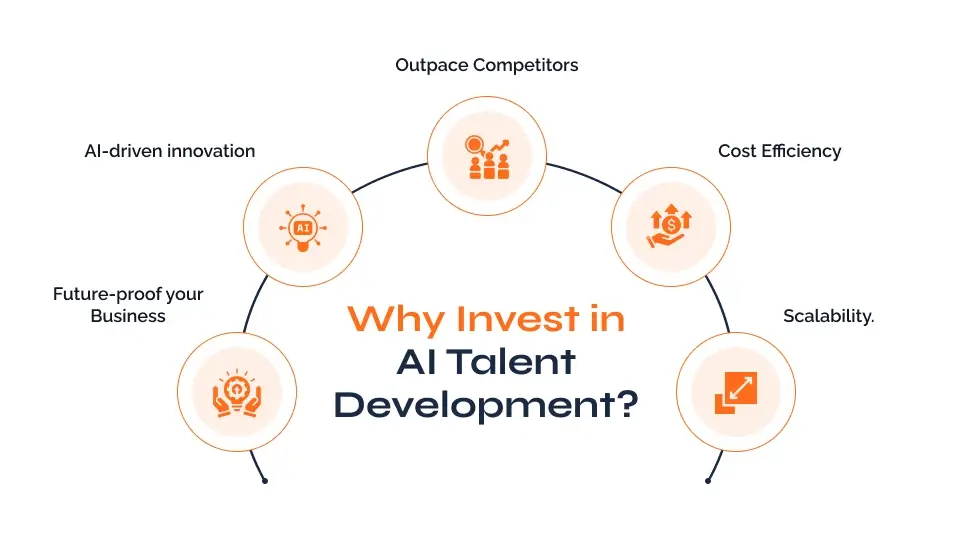 Outpace Competitors
AI-driven innovation
Cost Efficiency
Future-proof your
Business
Scalability.
Why Invest in
AI Talent
Development?
AI
$